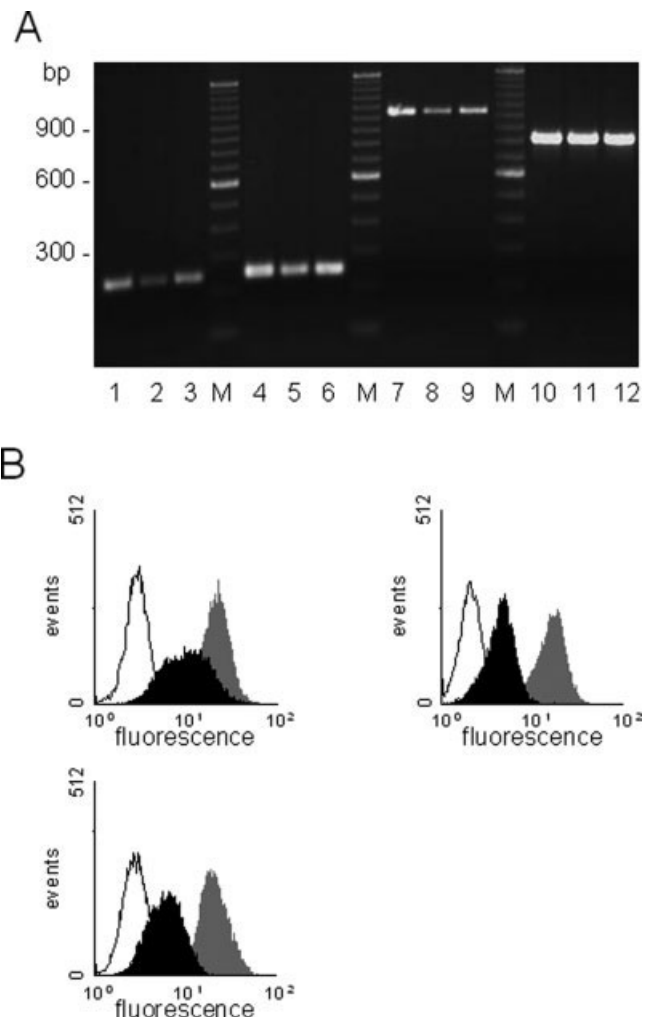 A
bp
900 -
600 -
300 -
1 2 3 M 4 5 6 M 7 8 9 M 10 11 12
B
512
events
0
10⁰ 10¹ 10²
fluorescence
512
events
0
10⁰ 10¹ 10²
fluorescence
512
events
0
10⁰ 10¹ 10²
fluorescence